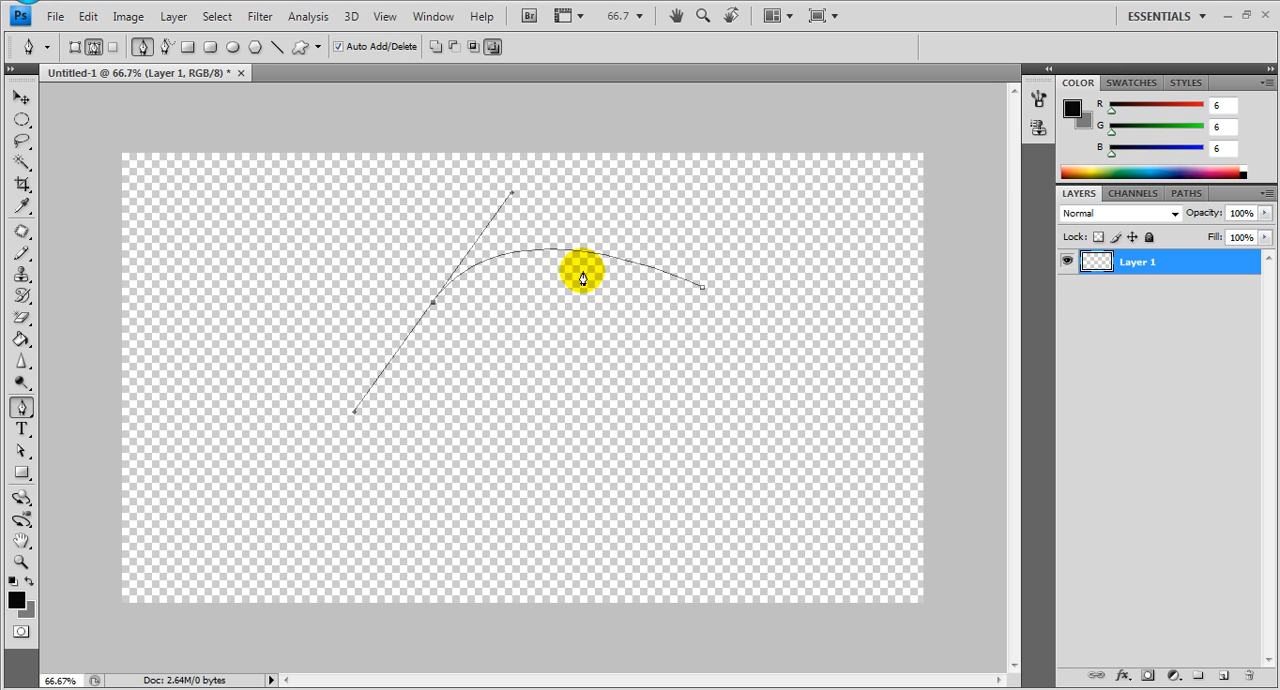 Ps File Edit Image Layer Select Filter Analysis 3D View Window Help Br 66.7 ESSENTIALS
Auto Add/Delete
Untitled-1 @ 66.7% (Layer 1, RGB/8) *
COLOR SWATCHES STYLES
R 6
G 6
B 6
LAYERS CHANNELS PATHS
Normal Opacity: 100%
Lock: Fill: 100%
Layer 1
T
66.67% Doc: 2.64M/0 bytes
fx